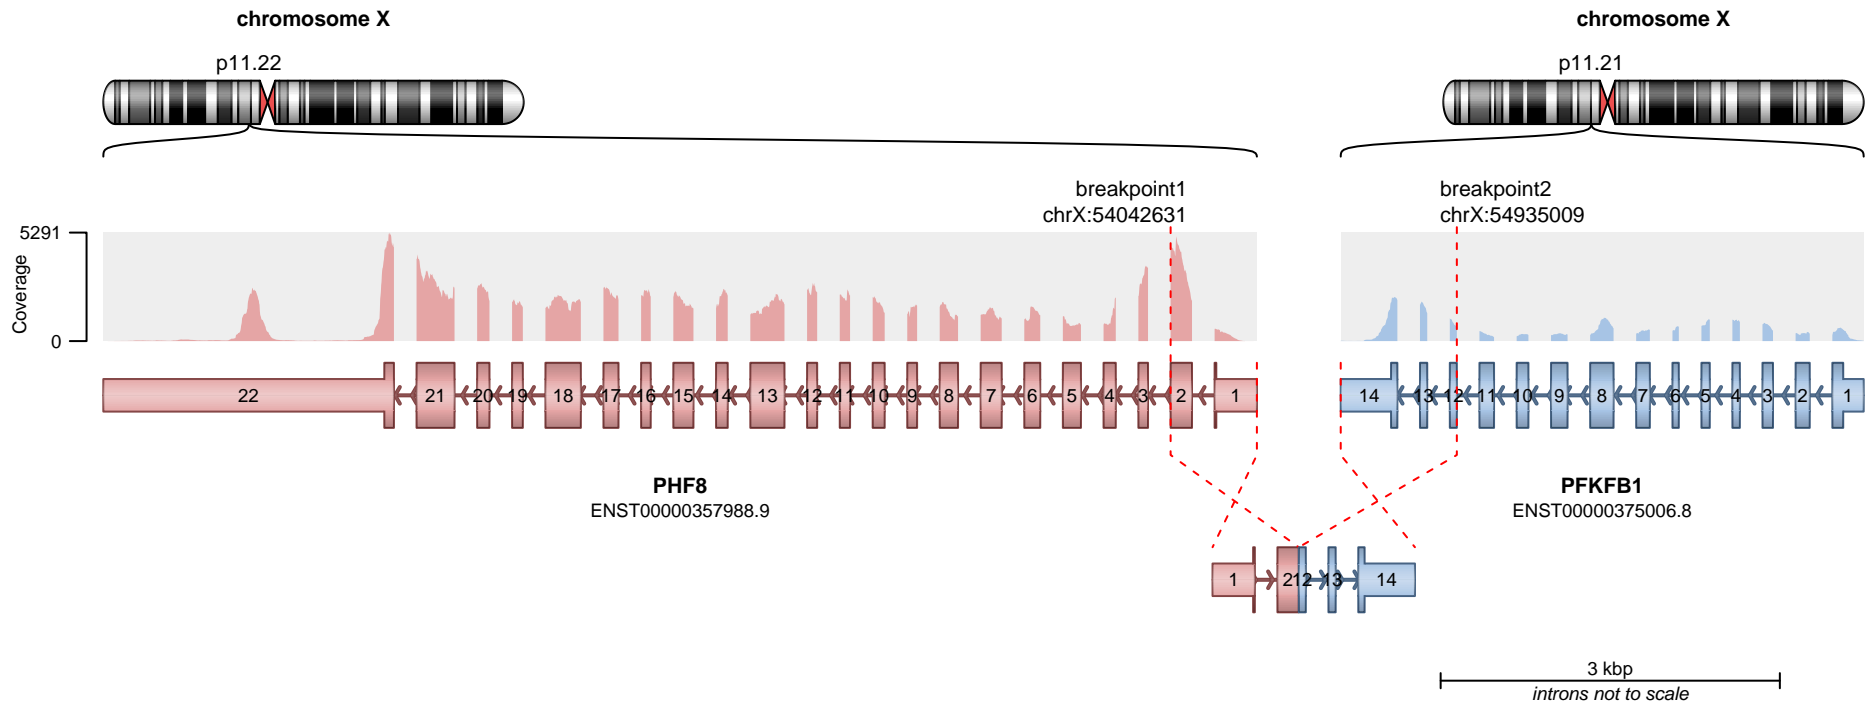 chromosome X
chromosome X
p11.22
p11.21
breakpoint1
chrX:54042631
breakpoint2
chrX:54935009
5291
Coverage
0
22 21 20 19 18 17 16 15 14 13 12 11 10 9 8 7 6 5 4 3 2 1
14 13 12 11 10 9 8 7 6 5 4 3 2 1
PHF8
ENST00000357988.9
PFKFB1
ENST00000375006.8
1 2 12 13 14
3 kbp
introns not to scale